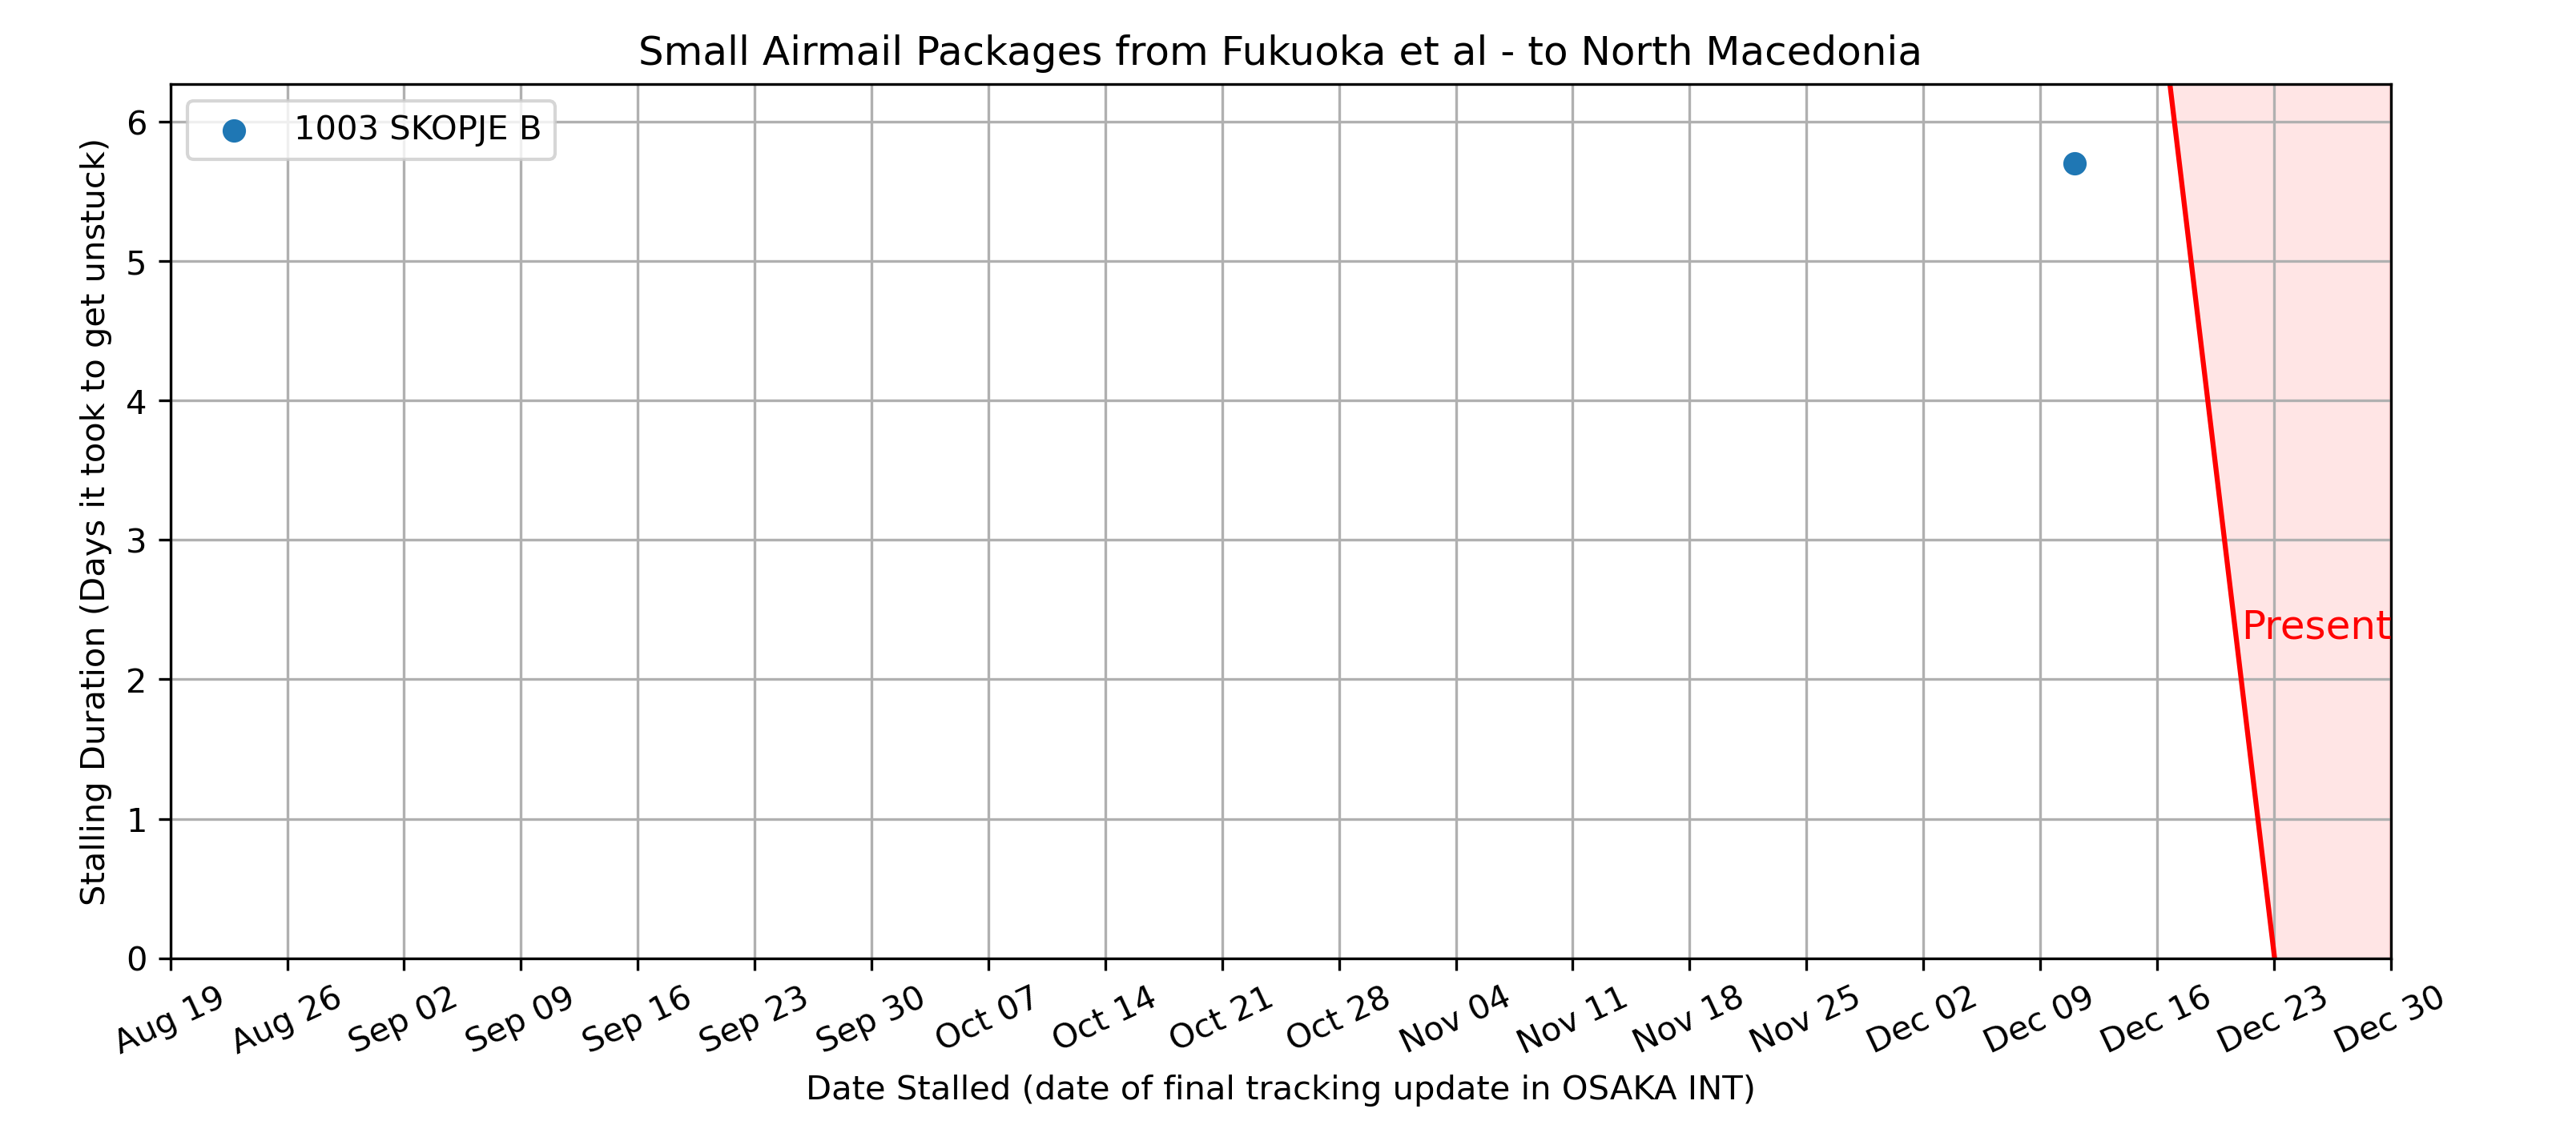 Small Airmail Packages from Fukuoka et al - to North Macedonia
1003 SKOPJE B
Stalling Duration (Days it took to get unstuck)
6
5
4
3
2
1
0
Present
Aug 19
Aug 26
Sep 02
Sep 09
Sep 16
Sep 23
Sep 30
Oct 07
Oct 14
Oct 21
Oct 28
Nov 04
Nov 11
Nov 18
Nov 25
Dec 02
Dec 09
Dec 16
Dec 23
Dec 30
Date Stalled (date of final tracking update in OSAKA INT)